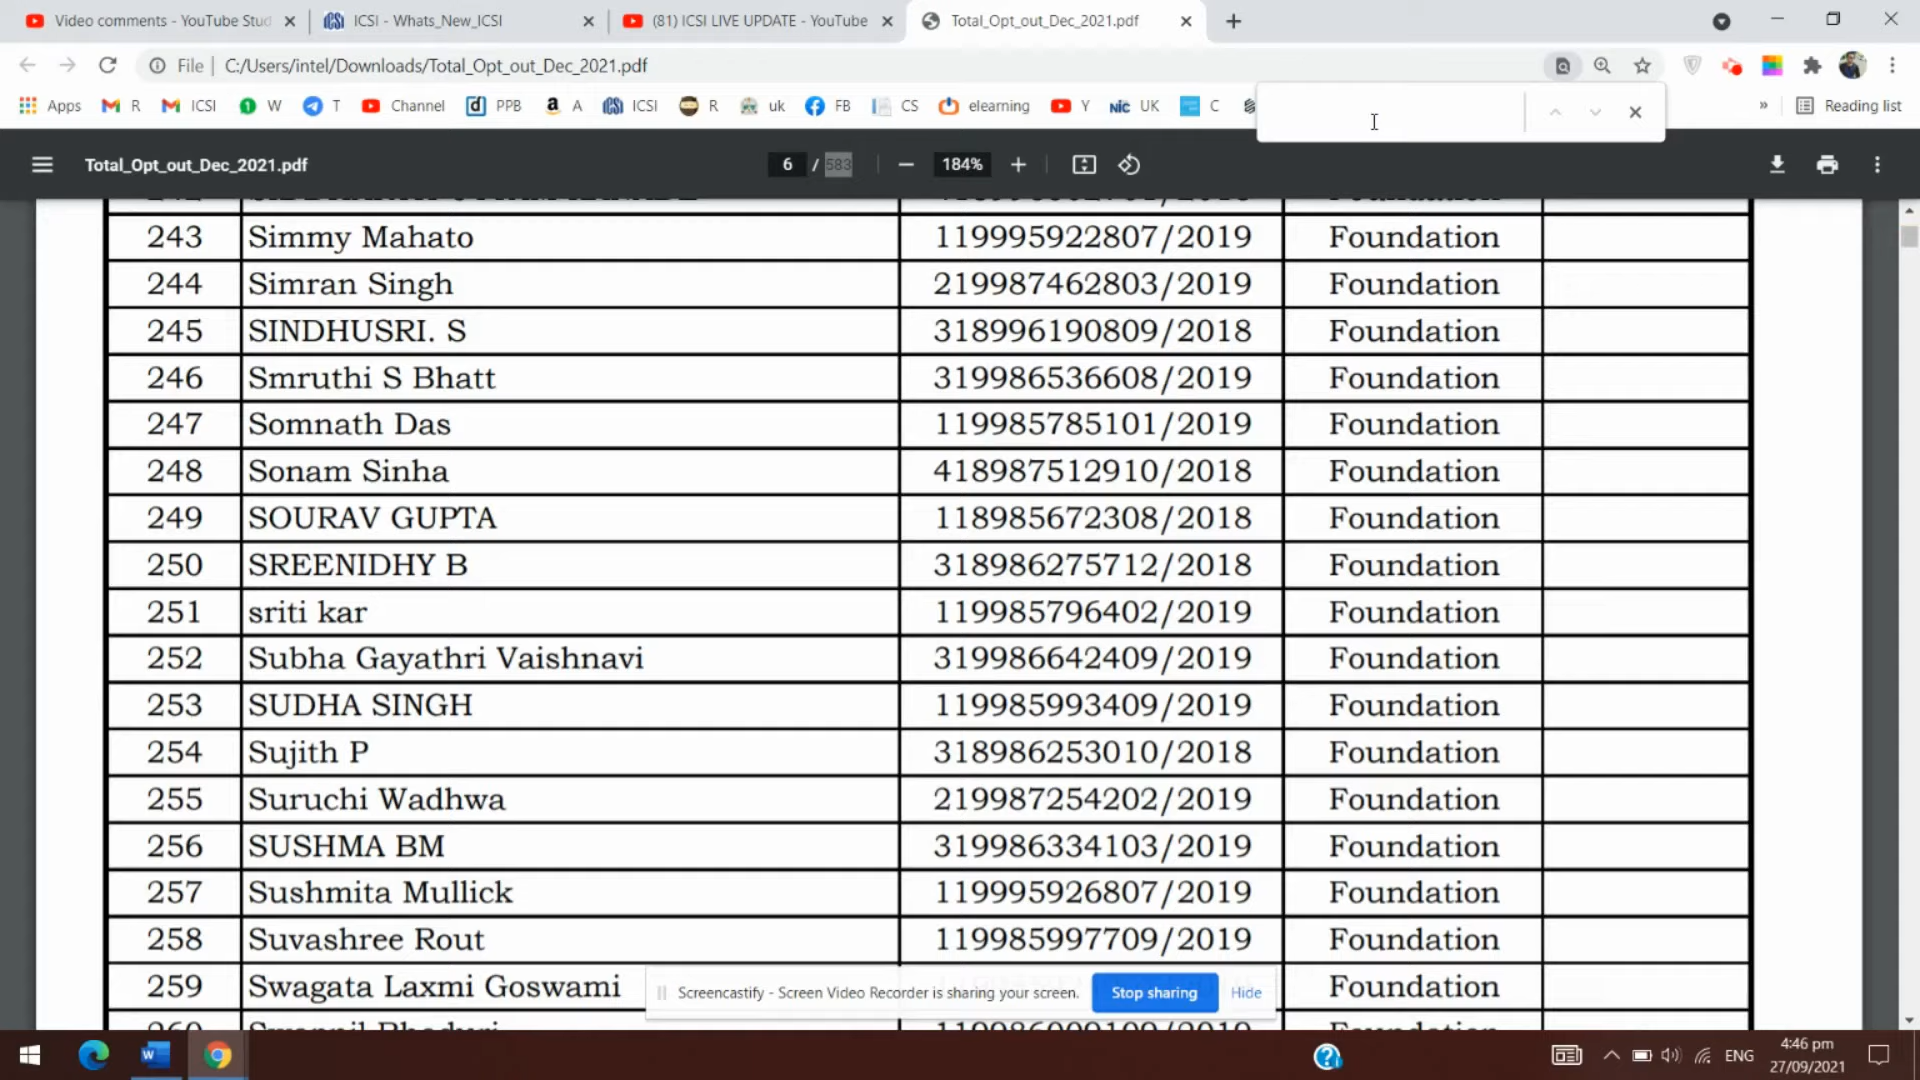 Video comments - YouTube Stud
ICSI - Whats_New_ICSI
(81) ICSI LIVE UPDATE - YouTube
Total_Opt_out_Dec_2021.pdf
File | C:/Users/intel/Downloads/Total_Opt_out_Dec_2021.pdf
Apps R ICSI W T Channel PPB A ICSI R uk FB CS elearning Y NIC UK C » Reading list
Total_Opt_out_Dec_2021.pdf 6 / 583 184%
243 Simmy Mahato 119995922807/2019 Foundation
244 Simran Singh 219987462803/2019 Foundation
245 SINDHUSRI. S 318996190809/2018 Foundation
246 Smruthi S Bhatt 319986536608/2019 Foundation
247 Somnath Das 119985785101/2019 Foundation
248 Sonam Sinha 418987512910/2018 Foundation
249 SOURAV GUPTA 118985672308/2018 Foundation
250 SREENIDHY B 318986275712/2018 Foundation
251 sriti kar 119985796402/2019 Foundation
252 Subha Gayathri Vaishnavi 319986642409/2019 Foundation
253 SUDHA SINGH 119985993409/2019 Foundation
254 Sujith P 318986253010/2018 Foundation
255 Suruchi Wadhwa 219987254202/2019 Foundation
256 SUSHMA BM 319986334103/2019 Foundation
257 Sushmita Mullick 119995926807/2019 Foundation
258 Suvashree Rout 119985997709/2019 Foundation
259 Swagata Laxmi Goswami Foundation
Screencastify - Screen Video Recorder is sharing your screen. Stop sharing Hide
ENG
4:46 pm
27/09/2021